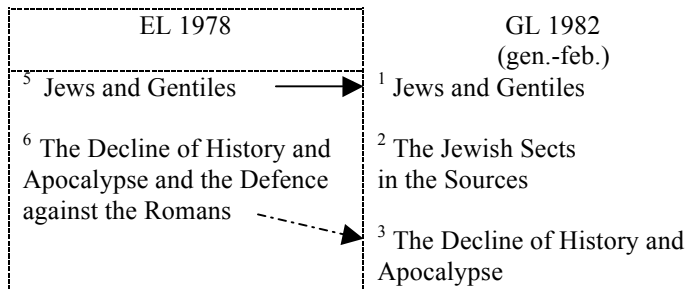 EL 1978
⁵ Jews and Gentiles
⁶ The Decline of History and
Apocalypse and the Defence
against the Romans
GL 1982
(gen.-feb.)
¹ Jews and Gentiles
² The Jewish Sects
in the Sources
³ The Decline of History and
Apocalypse